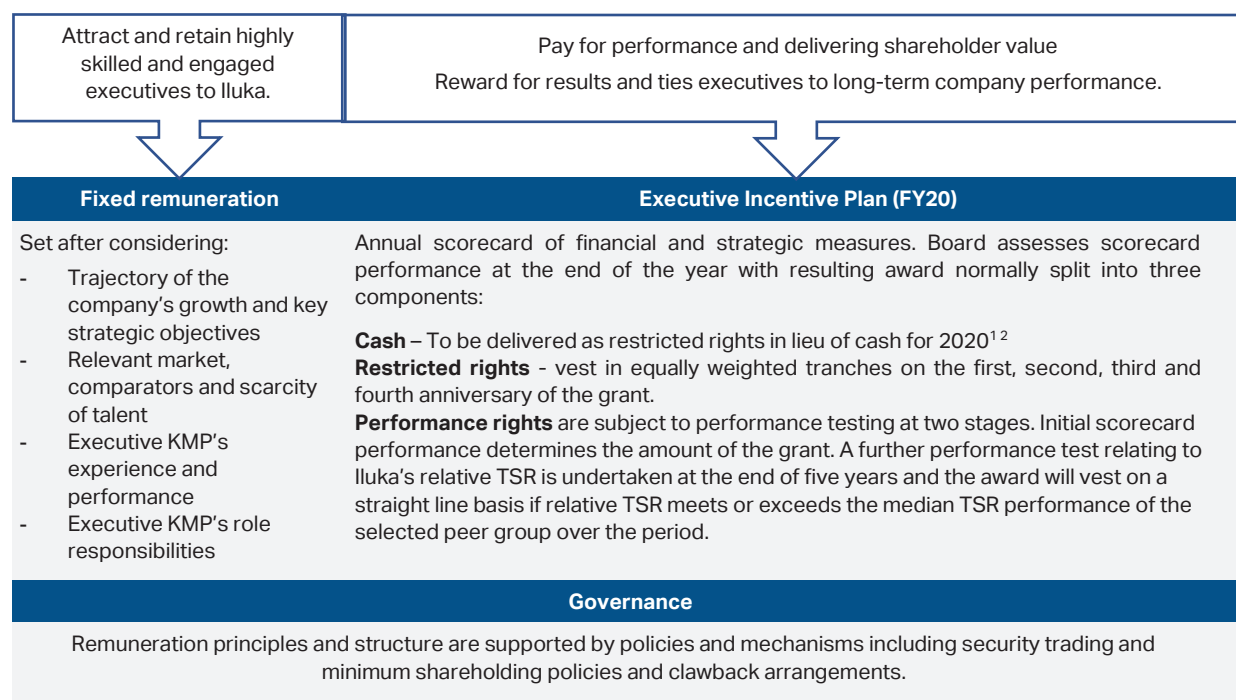 Attract and retain highly
skilled and engaged
executives to Iluka.
Pay for performance and delivering shareholder value
Reward for results and ties executives to long-term company performance.
Fixed remuneration
Executive Incentive Plan (FY20)
Set after considering:
- Trajectory of the
company's growth and key
strategic objectives
- Relevant market,
comparators and scarcity
of talent
- Executive KMP's
experience and
performance
- Executive KMP's role
responsibilities
Annual scorecard of financial and strategic measures. Board assesses scorecard
performance at the end of the year with resulting award normally split into three
components:
Cash – To be delivered as restricted rights in lieu of cash for 2020¹ ²
Restricted rights - vest in equally weighted tranches on the first, second, third and
fourth anniversary of the grant.
Performance rights are subject to performance testing at two stages. Initial scorecard
performance determines the amount of the grant. A further performance test relating to
Iluka's relative TSR is undertaken at the end of five years and the award will vest on a
straight line basis if relative TSR meets or exceeds the median TSR performance of the
selected peer group over the period.
Governance
Remuneration principles and structure are supported by policies and mechanisms including security trading and
minimum shareholding policies and clawback arrangements.